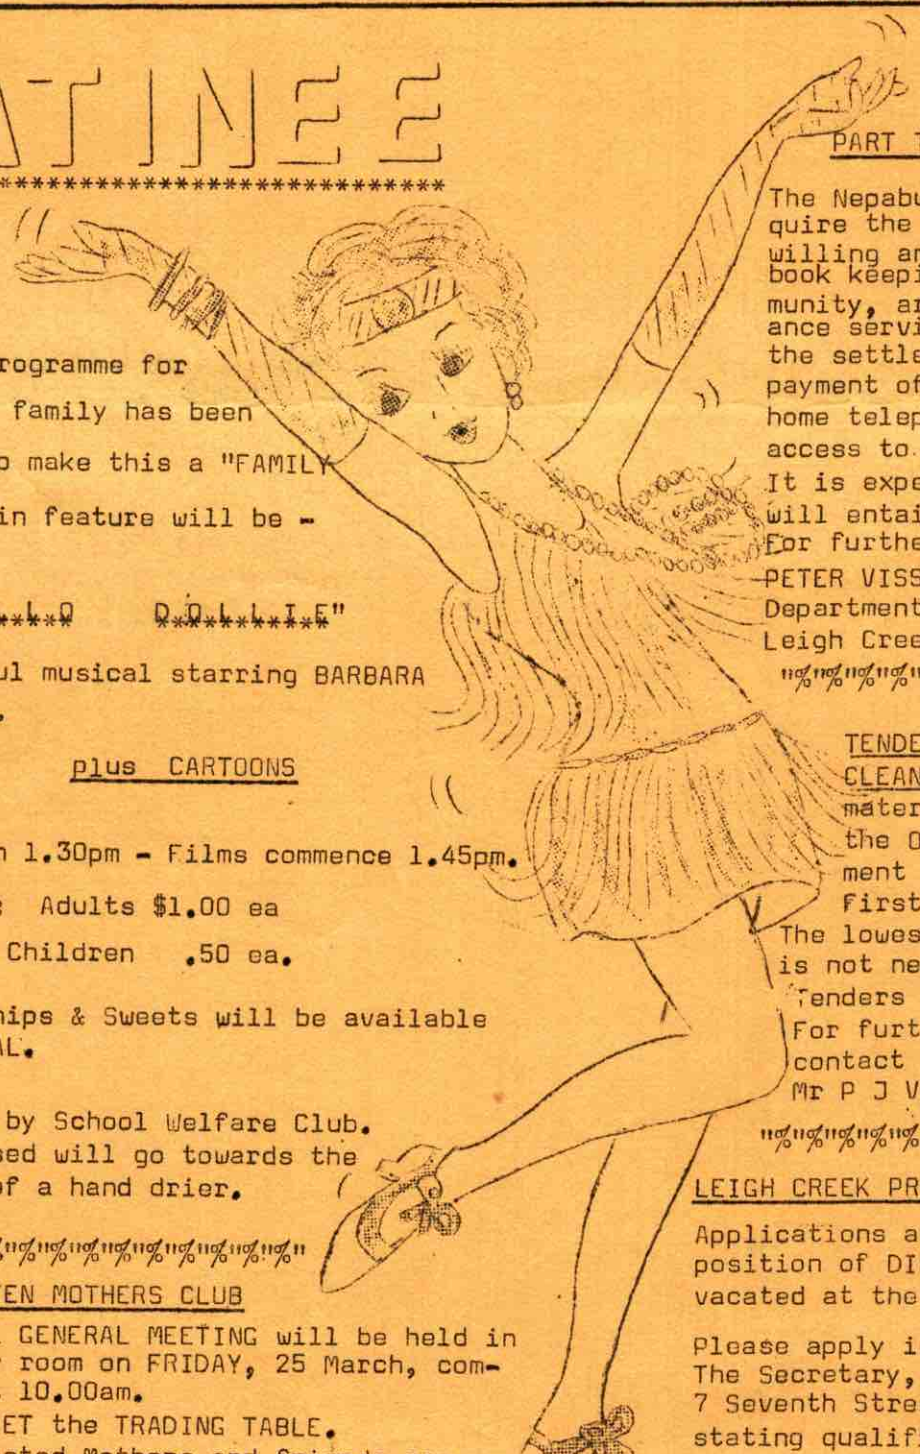 ATINEE
************************
rogramme for
family has been
make this a "FAMILY
in feature will be -
L O D O L L I E"
ul musical starring BARBARA
plus CARTOONS
1.30pm - Films commence 1.45pm.
: Adults $1.00 ea
Children .50 ea.
hips & Sweets will be available
AL.
by School Welfare Club.
sed will go towards the
of a hand drier.
"%"%"%"%"%"%"%"%"
EN MOTHERS CLUB
GENERAL MEETING will be held in
room on FRIDAY, 25 March, com-
10.00am.
ET the TRADING TABLE.
PART T
The Nepabu
quire the
willing an
book keepi
munity, an
ance servi
the settle
payment of
home telep
access to.
It is expe
will entai
For furthe
PETER VISS
Department
Leigh Cree
"%"%"%"%"
TENDE
CLEAN
mater
the O
ment
First
The lowes
is not ne
Tenders
For furt
contact
Mr P J V
"%"%"%"%"%
LEIGH CREEK PR
Applications a
position of DI
vacated at the
Please apply i
The Secretary,
7 Seventh Stre
stating qualif